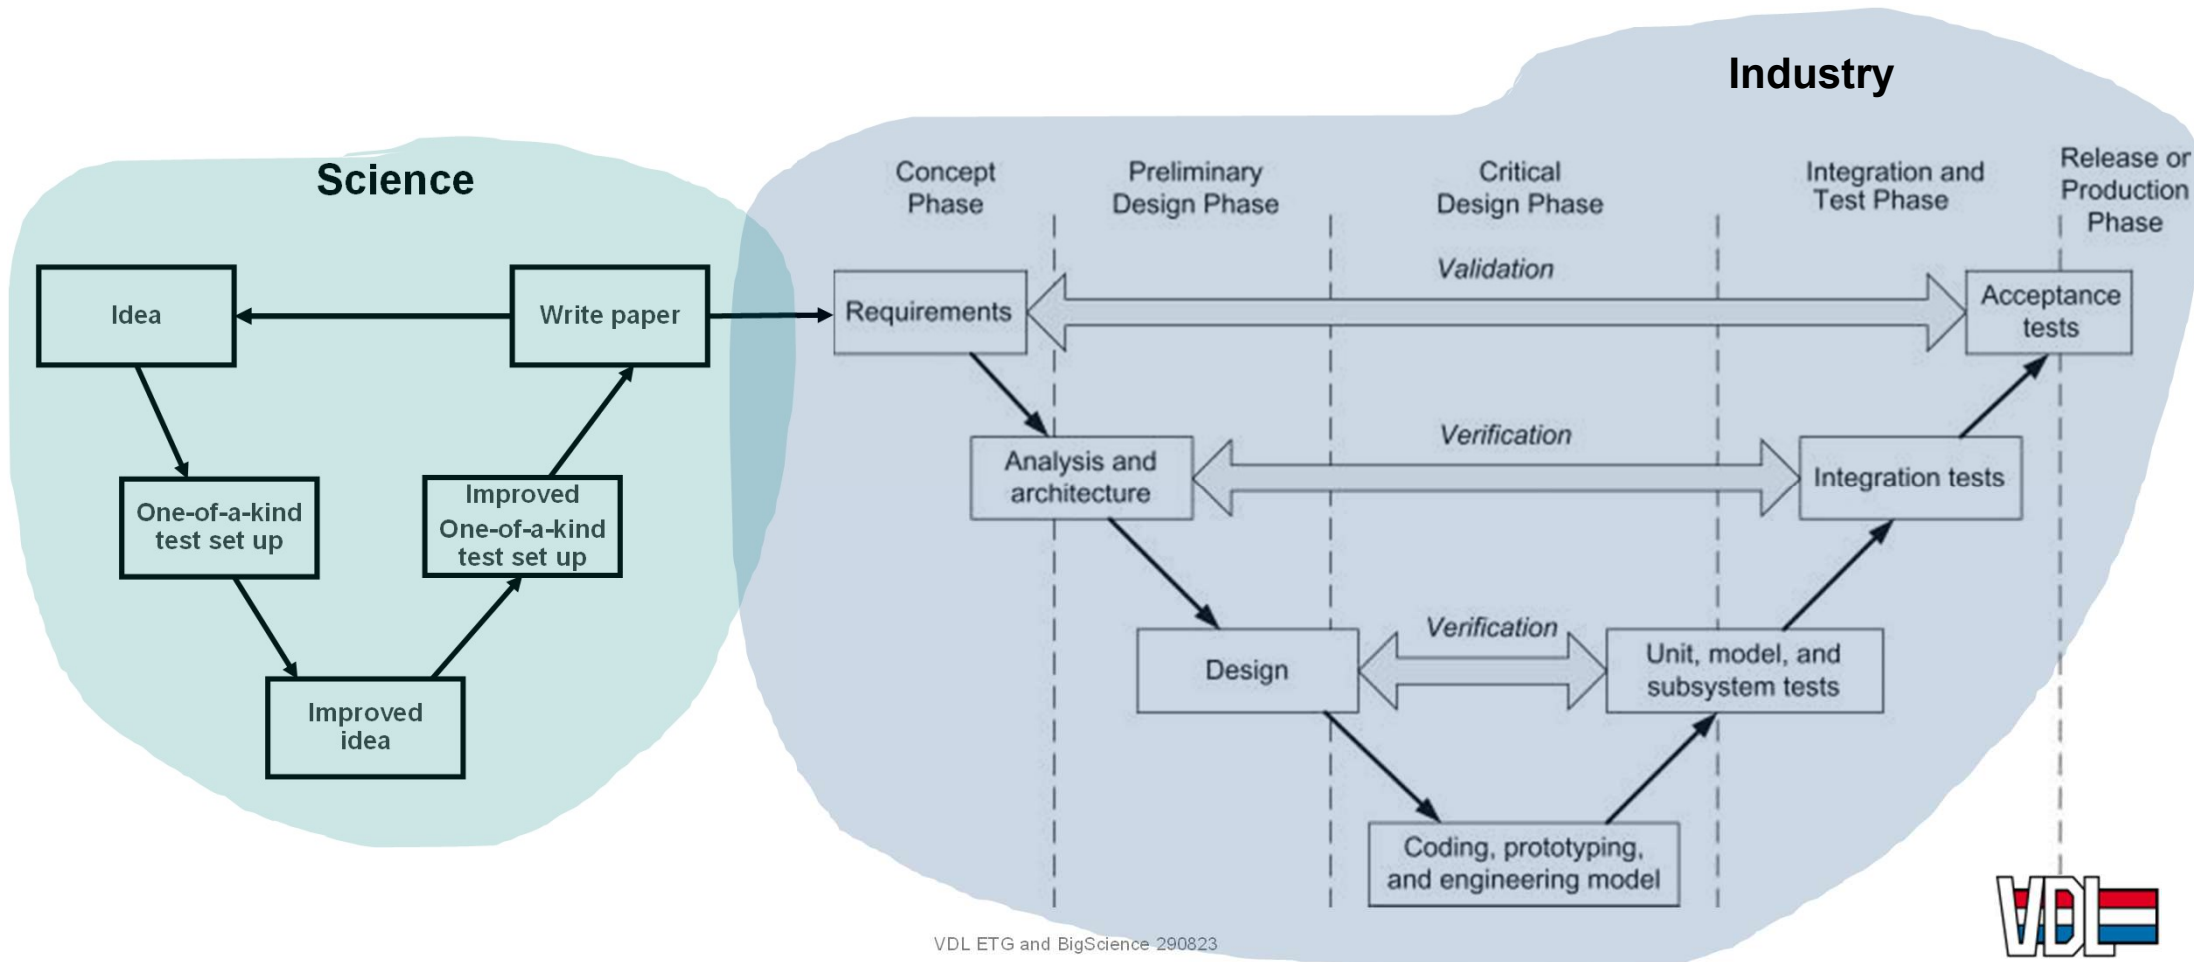 Industry
Science
Concept
Phase
Preliminary
Design Phase
Critical
Design Phase
Integration and
Test Phase
Release or
Production
Phase
Idea
Write paper
Requirements
Validation
Acceptance
tests
One-of-a-kind
test set up
Improved
One-of-a-kind
test set up
Analysis and
architecture
Verification
Integration tests
Improved
idea
Design
Verification
Unit, model, and
subsystem tests
Coding, prototyping,
and engineering model
VDL ETG and BigScience 290823
VDL